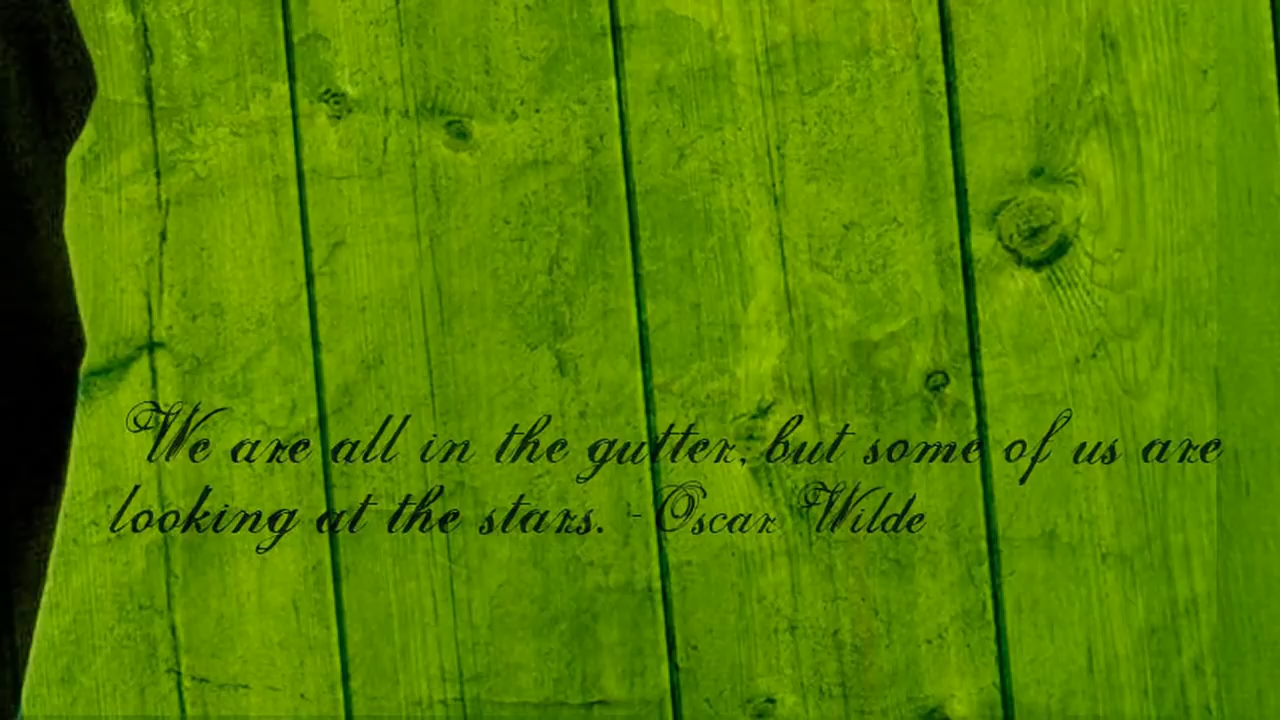 We are all in the gutter, but some of us are
looking at the stars. - Oscar Wilde